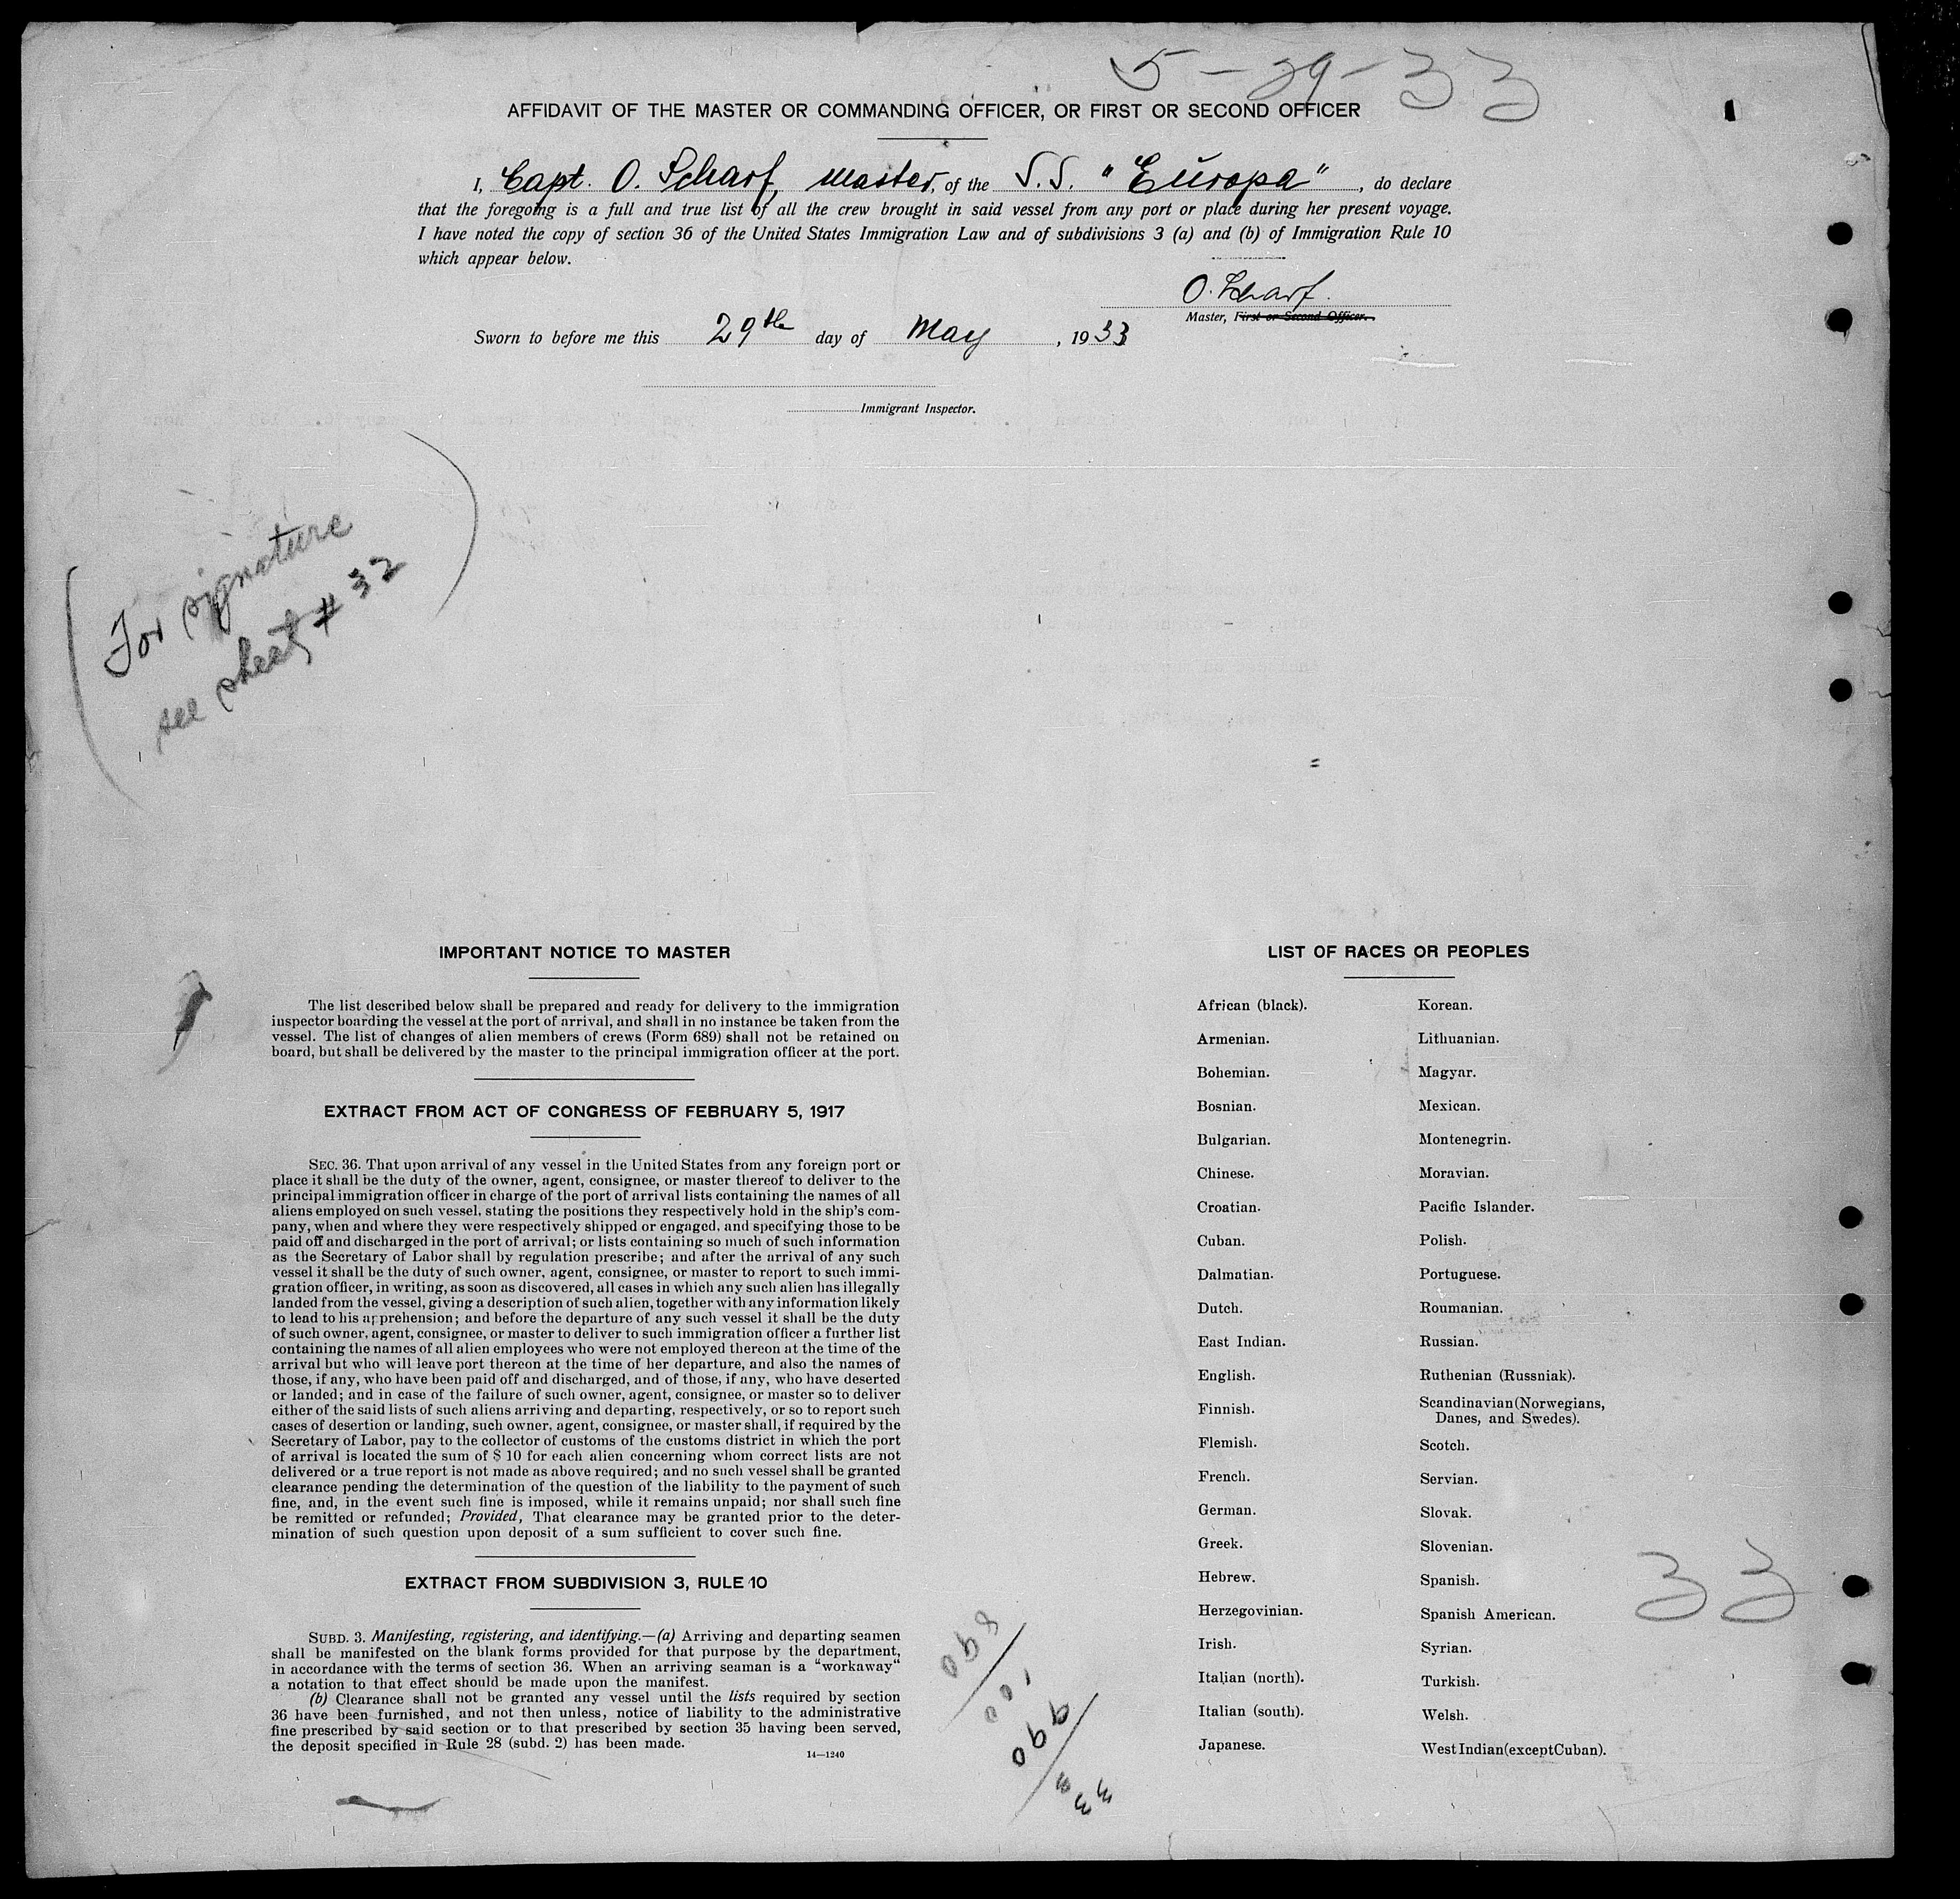 5-29-33
AFFIDAVIT OF THE MASTER OR COMMANDING OFFICER, OR FIRST OR SECOND OFFICER
I, Capt. O. Scharf, master, of the S.S. "Europa", do declare
that the foregoing is a full and true list of all the crew brought in said vessel from any port or place during her present voyage.
I have noted the copy of section 36 of the United States Immigration Law and of subdivisions 3 (a) and (b) of Immigration Rule 10
which appear below.
O. Scharf.
Master, First or Second Officer.
Sworn to before me this 29th day of May, 1933
Immigrant Inspector.
(For signature
see sheet # 32)
IMPORTANT NOTICE TO MASTER
The list described below shall be prepared and ready for delivery to the immigration
inspector boarding the vessel at the port of arrival, and shall in no instance be taken from the
vessel. The list of changes of alien members of crews (Form 689) shall not be retained on
board, but shall be delivered by the master to the principal immigration officer at the port.
EXTRACT FROM ACT OF CONGRESS OF FEBRUARY 5, 1917
SEC. 36. That upon arrival of any vessel in the United States from any foreign port or
place it shall be the duty of the owner, agent, consignee, or master thereof to deliver to the
principal immigration officer in charge of the port of arrival lists containing the names of all
aliens employed on such vessel, stating the positions they respectively hold in the ship's com-
pany, when and where they were respectively shipped or engaged, and specifying those to be
paid off and discharged in the port of arrival; or lists containing so much of such information
as the Secretary of Labor shall by regulation prescribe; and after the arrival of any such
vessel it shall be the duty of such owner, agent, consignee, or master to report to such immi-
gration officer, in writing, as soon as discovered, all cases in which any such alien has illegally
landed from the vessel, giving a description of such alien, together with any information likely
to lead to his apprehension; and before the departure of any such vessel it shall be the duty
of such owner, agent, consignee, or master to deliver to such immigration officer a further list
containing the names of all alien employees who were not employed thereon at the time of the
arrival but who will leave port thereon at the time of her departure, and also the names of
those, if any, who have been paid off and discharged, and of those, if any, who have deserted
or landed; and in case of the failure of such owner, agent, consignee, or master so to deliver
either of the said lists of such aliens arriving and departing, respectively, or so to report such
cases of desertion or landing, such owner, agent, consignee, or master shall, if required by the
Secretary of Labor, pay to the collector of customs of the customs district in which the port
of arrival is located the sum of $ 10 for each alien concerning whom correct lists are not
delivered or a true report is not made as above required; and no such vessel shall be granted
clearance pending the determination of the question of the liability to the payment of such
fine, and, in the event such fine is imposed, while it remains unpaid; nor shall such fine
be remitted or refunded; Provided, That clearance may be granted prior to the deter-
mination of such question upon deposit of a sum sufficient to cover such fine.
EXTRACT FROM SUBDIVISION 3, RULE 10
SUBD. 3. Manifesting, registering, and identifying.—(a) Arriving and departing seamen
shall be manifested on the blank forms provided for that purpose by the department,
in accordance with the terms of section 36. When an arriving seaman is a "workaway"
a notation to that effect should be made upon the manifest.
(b) Clearance shall not be granted any vessel until the lists required by section
36 have been furnished, and not then unless, notice of liability to the administrative
fine prescribed by said section or to that prescribed by section 35 having been served,
the deposit specified in Rule 28 (subd. 2) has been made.
14—1240
890
100
990
333
LIST OF RACES OR PEOPLES
African (black).
Armenian.
Bohemian.
Bosnian.
Bulgarian.
Chinese.
Croatian.
Cuban.
Dalmatian.
Dutch.
East Indian.
English.
Finnish.
Flemish.
French.
German.
Greek.
Hebrew.
Herzegovinian.
Irish.
Italian (north).
Italian (south).
Japanese.
Korean.
Lithuanian.
Magyar.
Mexican.
Montenegrin.
Moravian.
Pacific Islander.
Polish.
Portuguese.
Roumanian.
Russian.
Ruthenian (Russniak).
Scandinavian (Norwegians,
Danes, and Swedes).
Scotch.
Servian.
Slovak.
Slovenian.
Spanish.
Spanish American.
Syrian.
Turkish.
Welsh.
West Indian (except Cuban).
33